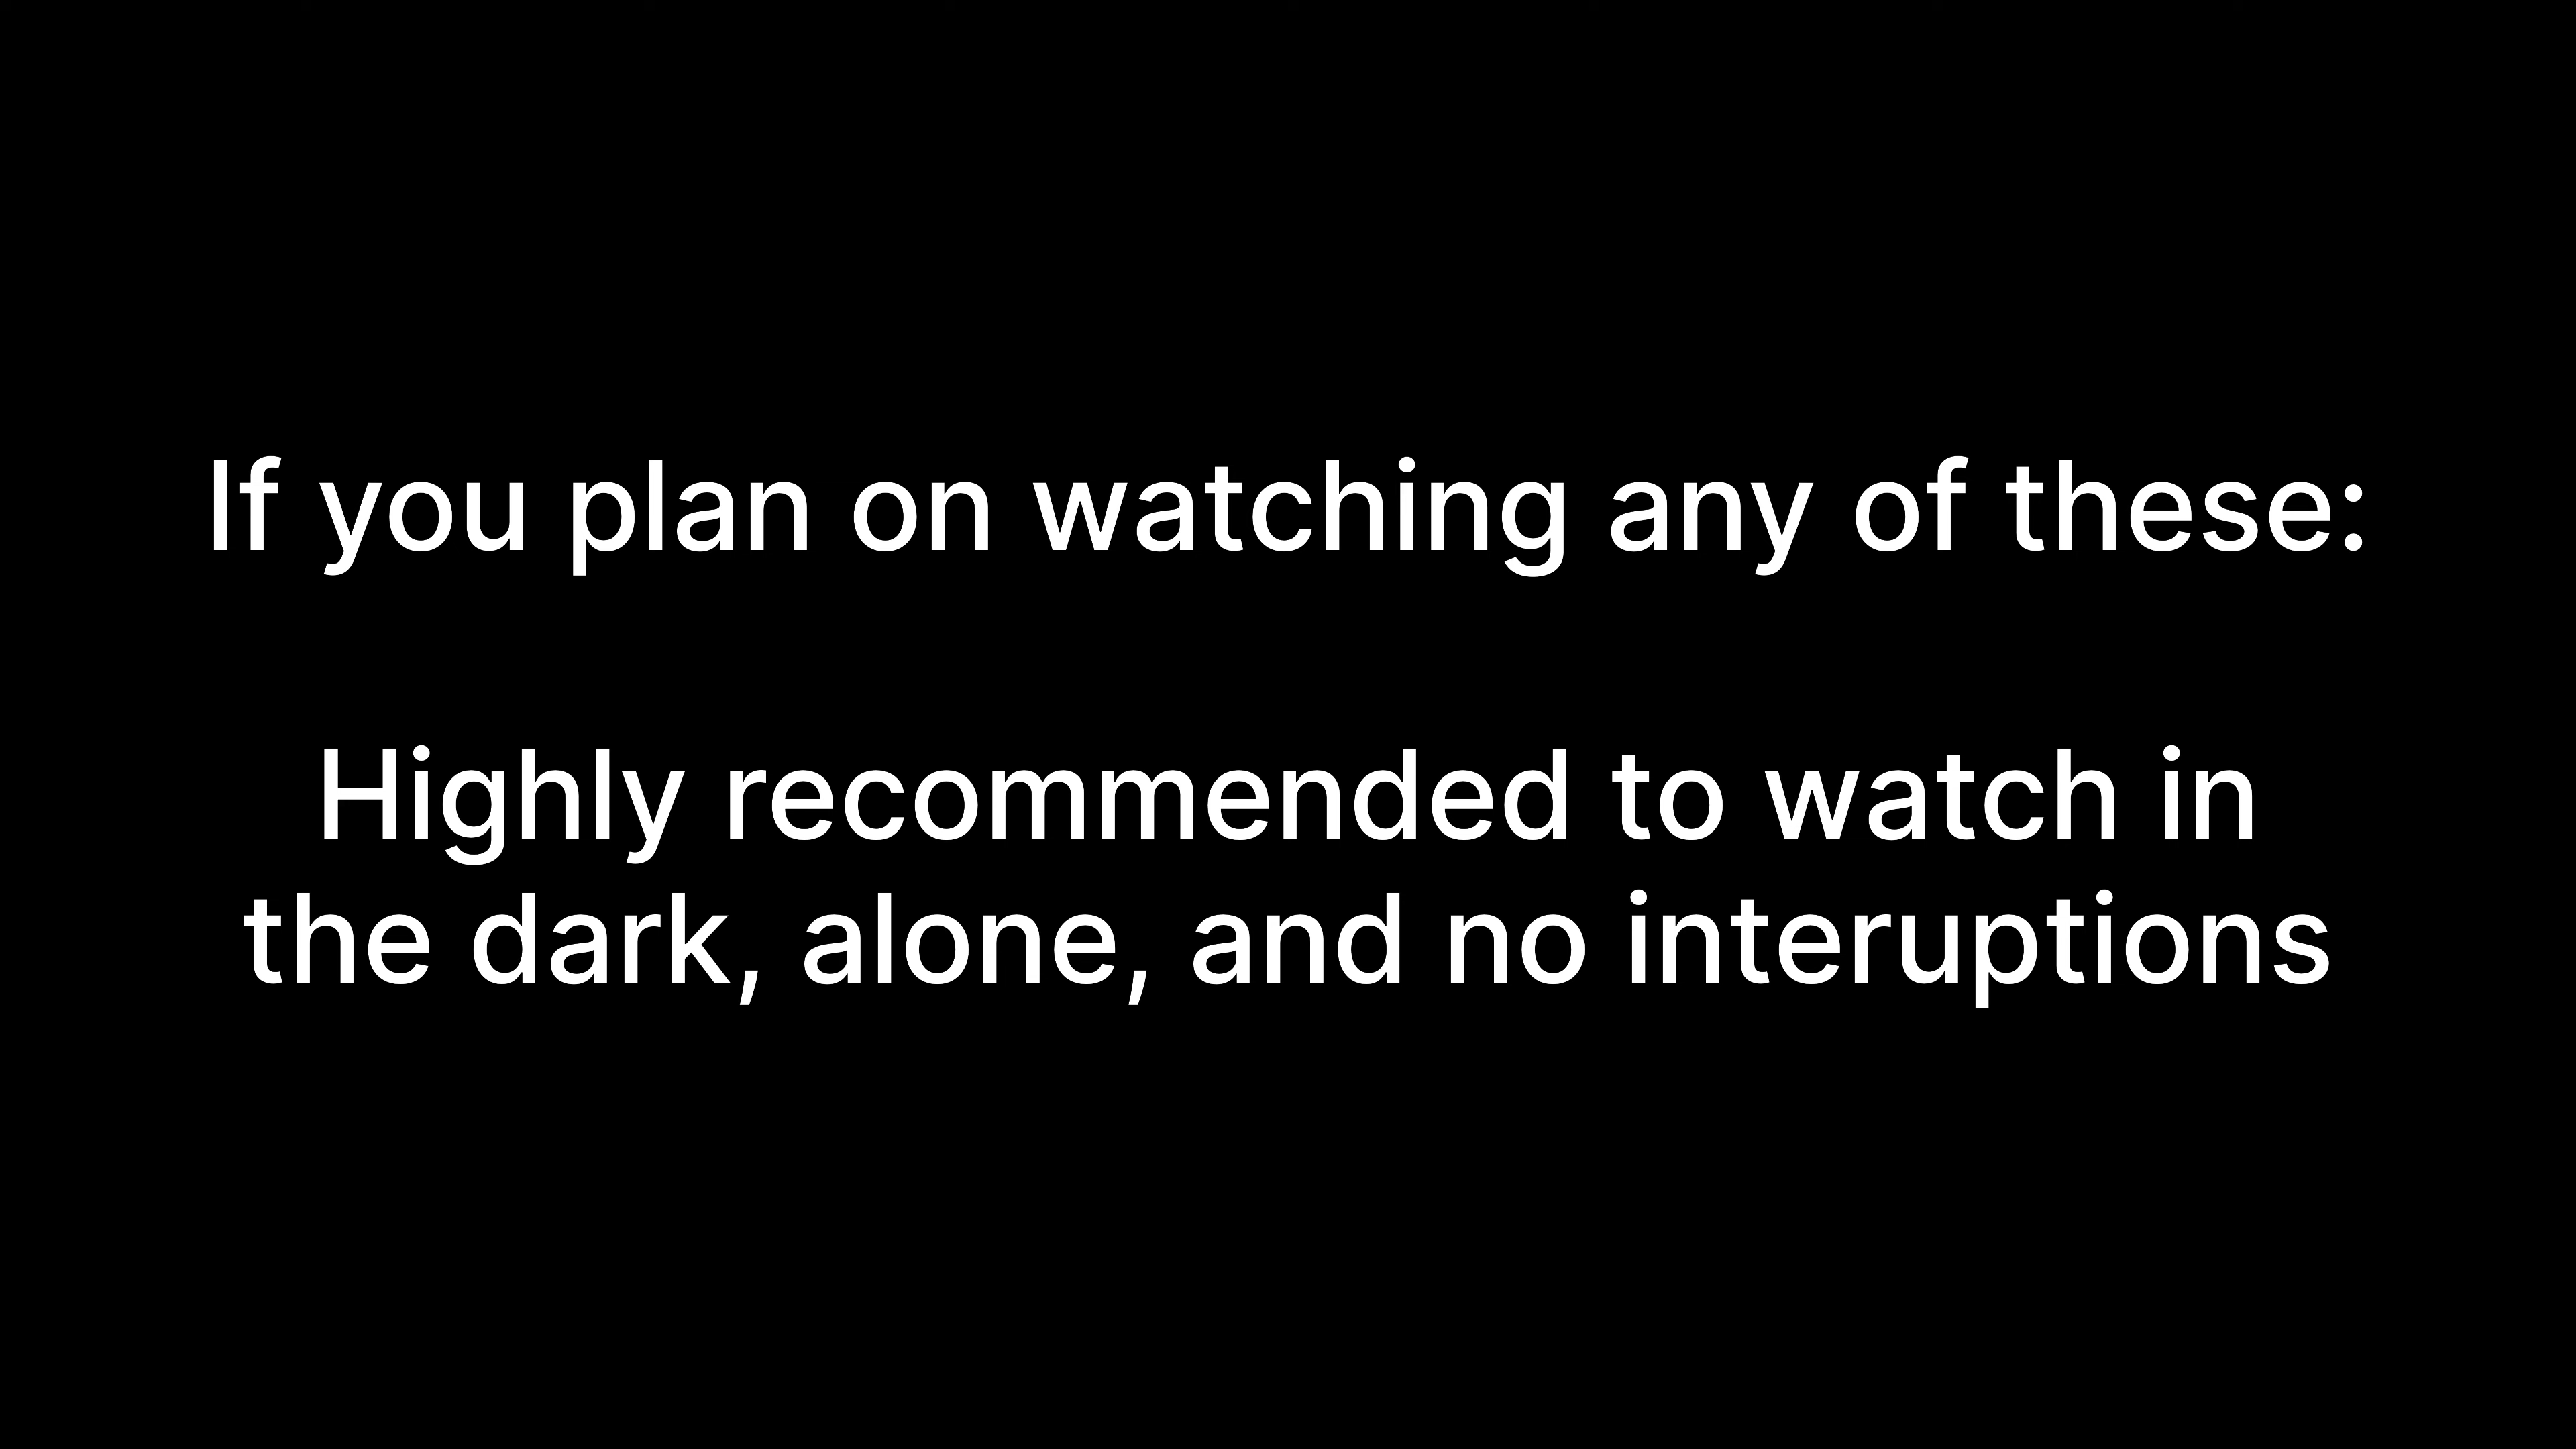 If you plan on watching any of these:
Highly recommended to watch in
the dark, alone, and no interuptions